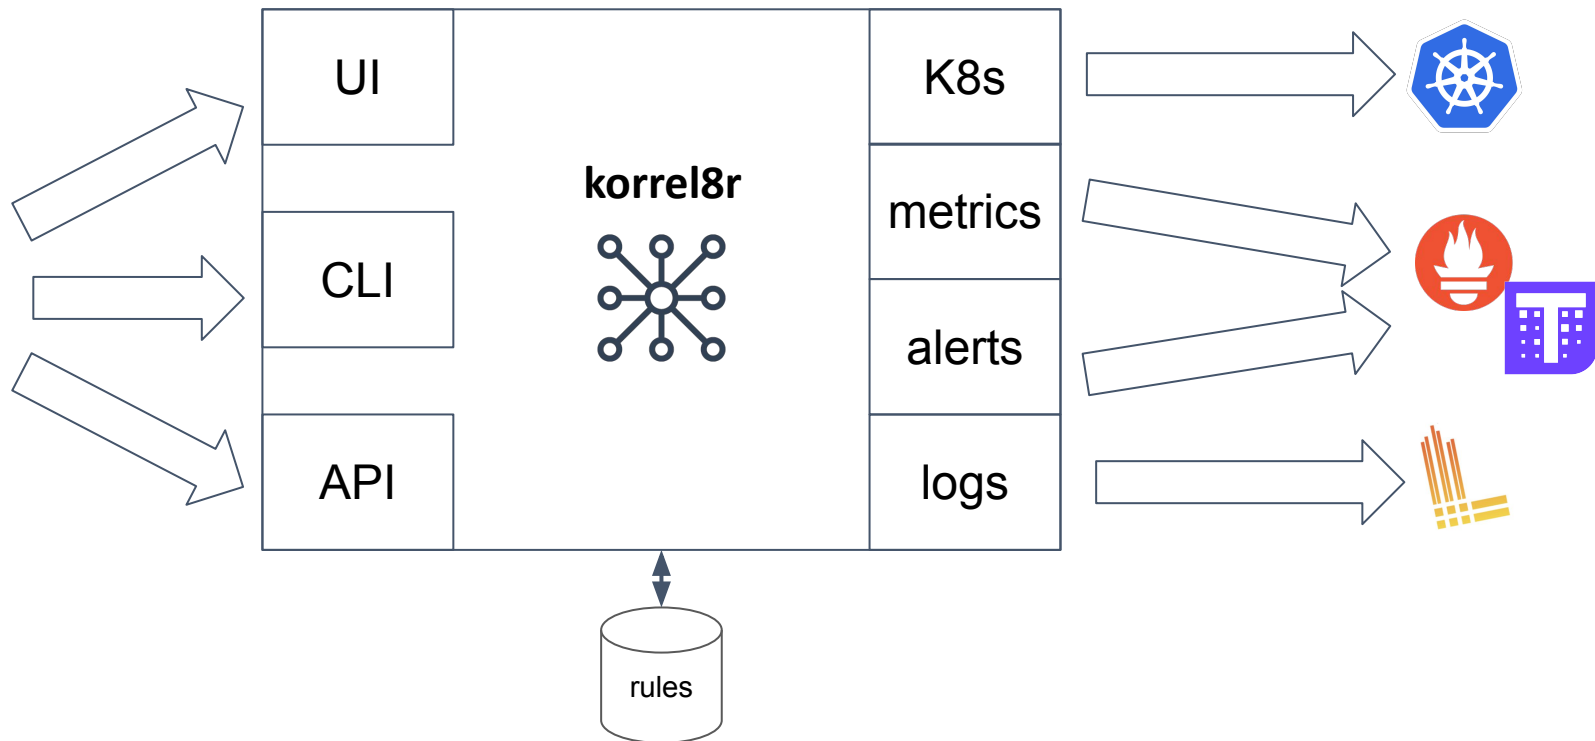 UI
K8s
korrel8r
metrics
CLI
alerts
API
logs
rules